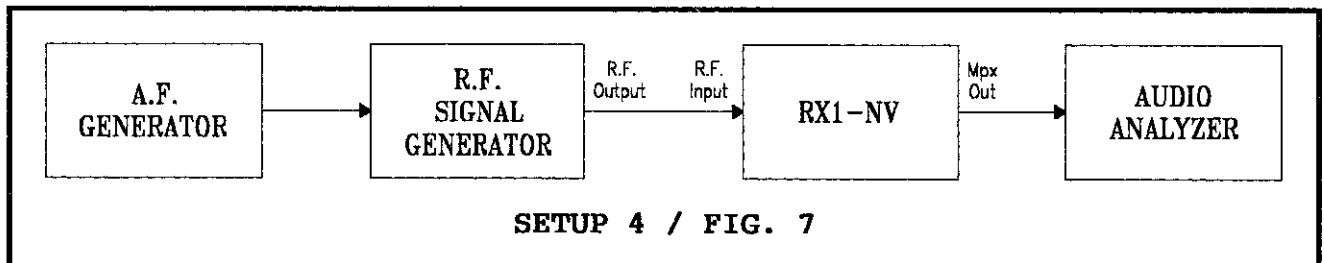 A.F.
GENERATOR
R.F.
SIGNAL
GENERATOR
R.F.
Output
R.F.
Input
RX1-NV
Mpx
Out
AUDIO
ANALYZER
SETUP 4 / FIG. 7